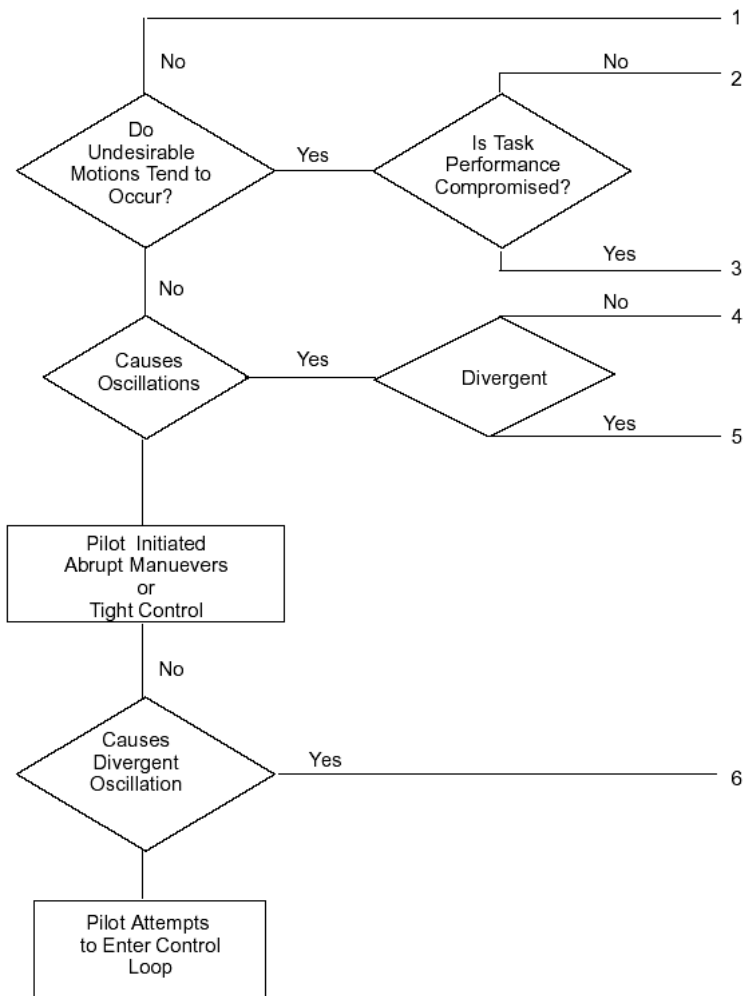 1
No
No
2
Do
Undesirable
Motions Tend to
Occur?
Yes
Is Task
Performance
Compromised?
Yes
3
No
No
4
Causes
Oscillations
Yes
Divergent
Yes
5
Pilot Initiated
Abrupt Manuevers
or
Tight Control
No
Causes
Divergent
Oscillation
Yes
6
Pilot Attempts
to Enter Control
Loop